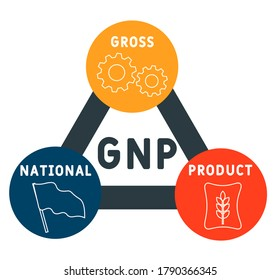 GROSS
GNP
NATIONAL
PRODUCT
shutterstock.com · 1790366345